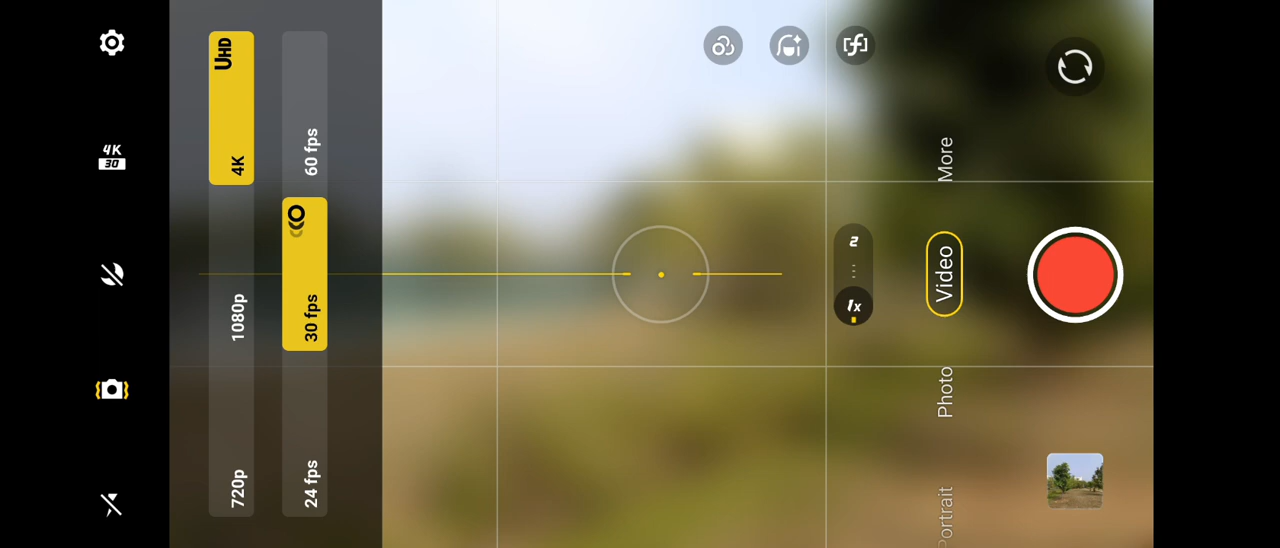 4K
30
720p
1080p
4K
UHD
24 fps
30 fps
60 fps
2
1x
Portrait
Photo
Video
More